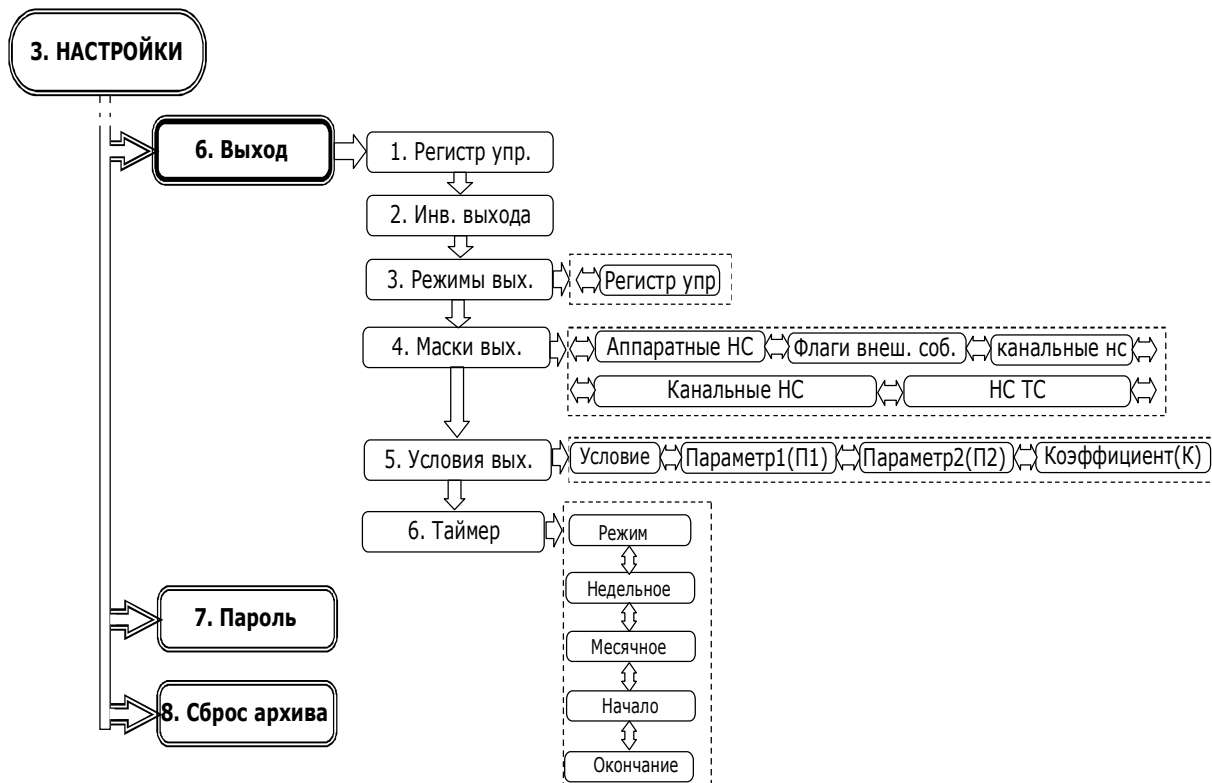 3. НАСТРОЙКИ
6. Выход
1. Регистр упр.
2. Инв. выхода
3. Режимы вых.
Регистр упр
4. Маски вых.
Аппаратные НС
Флаги внеш. соб.
канальные нс
Канальные НС
НС ТС
5. Условия вых.
Условие
Параметр1(П1)
Параметр2(П2)
Коэффициент(К)
6. Таймер
Режим
Недельное
Месячное
Начало
Окончание
7. Пароль
8. Сброс архива